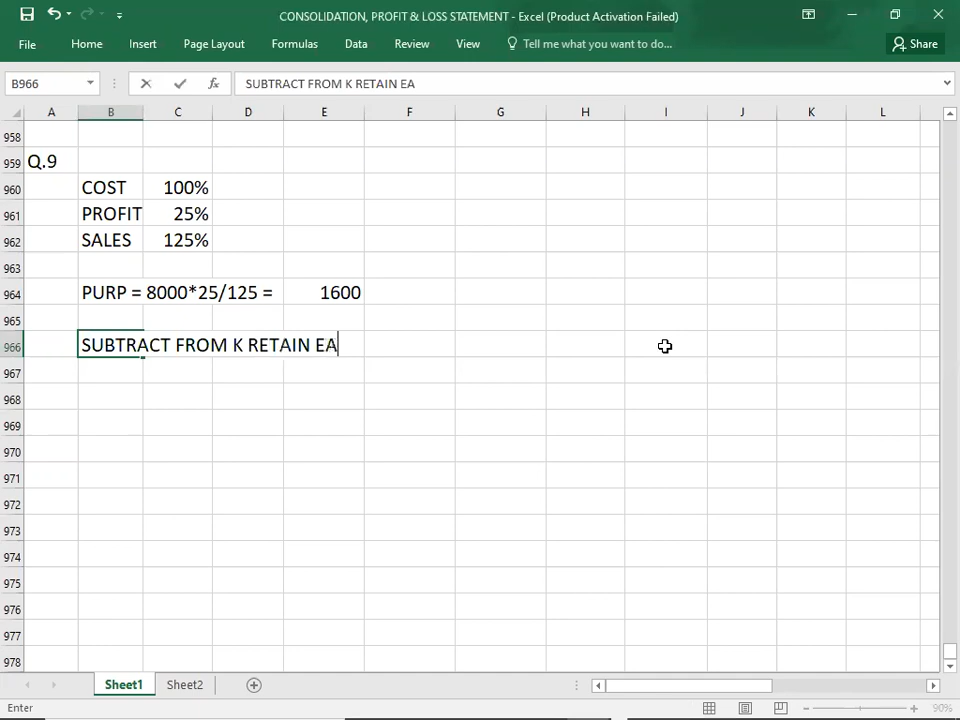 CONSOLIDATION, PROFIT & LOSS STATEMENT - Excel (Product Activation Failed)
File Home Insert Page Layout Formulas Data Review View Tell me what you want to do... Share
B966 fx SUBTRACT FROM K RETAIN EA
A B C D E F G H I J K L
958
959 Q.9
960 COST 100%
961 PROFIT 25%
962 SALES 125%
963
964 PURP = 8000*25/125 = 1600
965
966 SUBTRACT FROM K RETAIN EA
967
968
969
970
971
972
973
974
975
976
977
978
Sheet1 Sheet2
Enter 90%